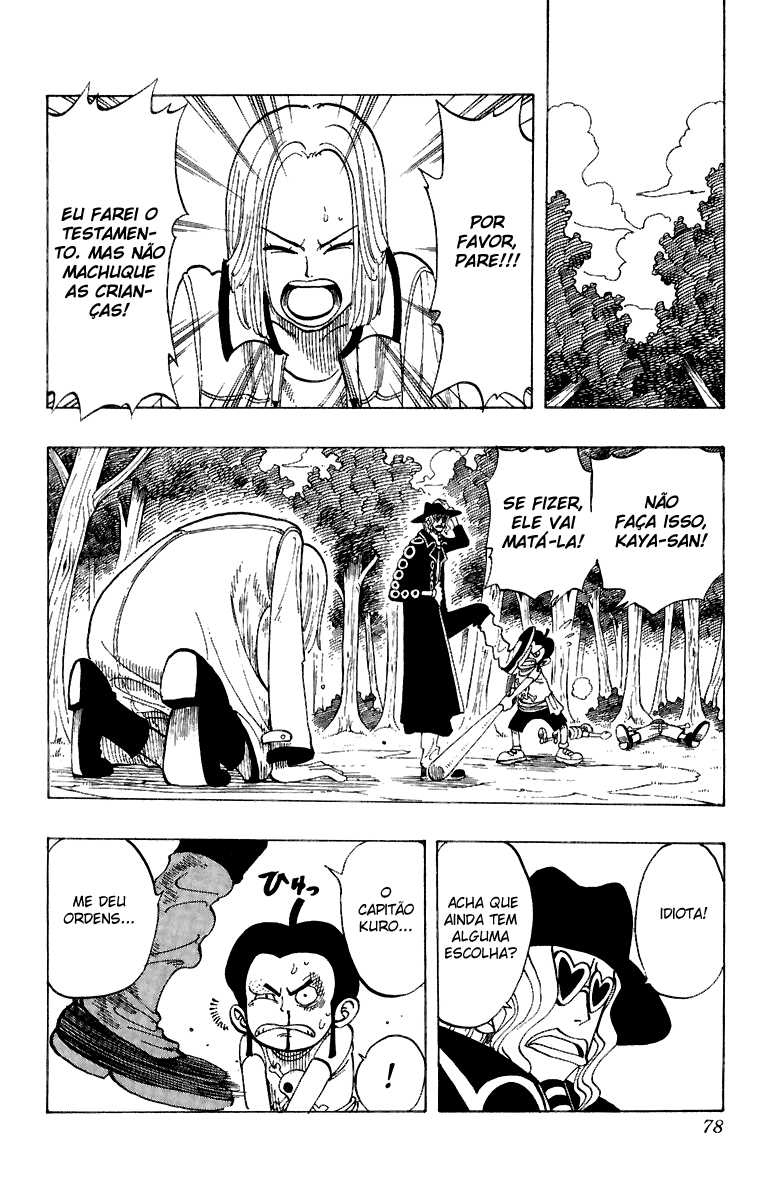 POR
FAVOR,
PARE!!!
EU FAREI O
TESTAMEN-
TO. MAS NÃO
MACHUQUE
AS CRIAN-
ÇAS!
NÃO
FAÇA ISSO,
KAYA-SAN!
SE FIZER,
ELE VAI
MATÁ-LA!
IDIOTA!
ACHA QUE
AINDA TEM
ALGUMA
ESCOLHA?
O
CAPITÃO
KURO...
ひゅっ
ME DEU
ORDENS...
!
78